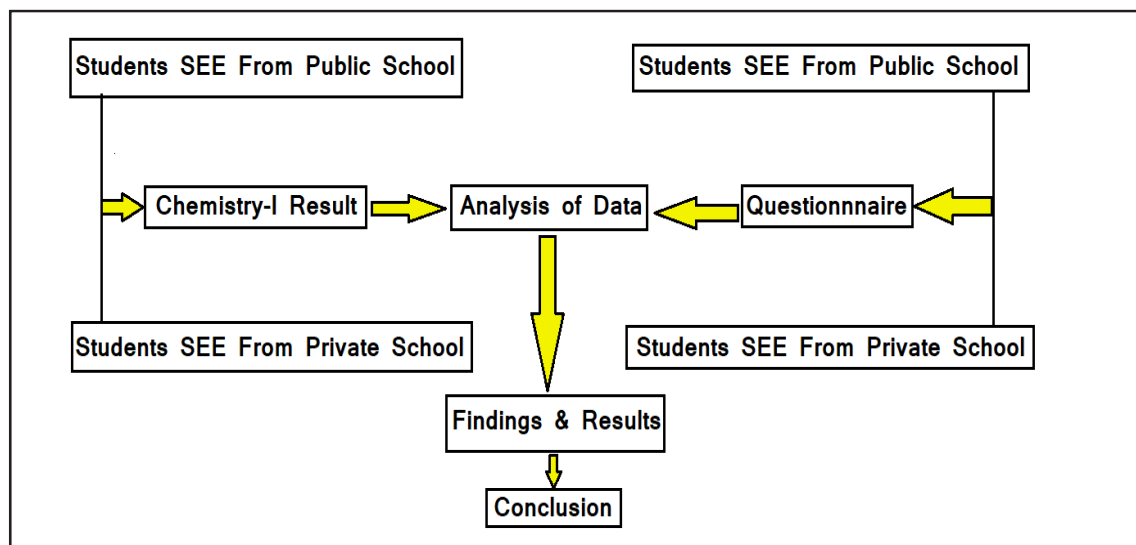 Students SEE From Public School
Students SEE From Public School
Chemistry-I Result
Analysis of Data
Questionnnaire
Students SEE From Private School
Students SEE From Private School
Findings & Results
Conclusion